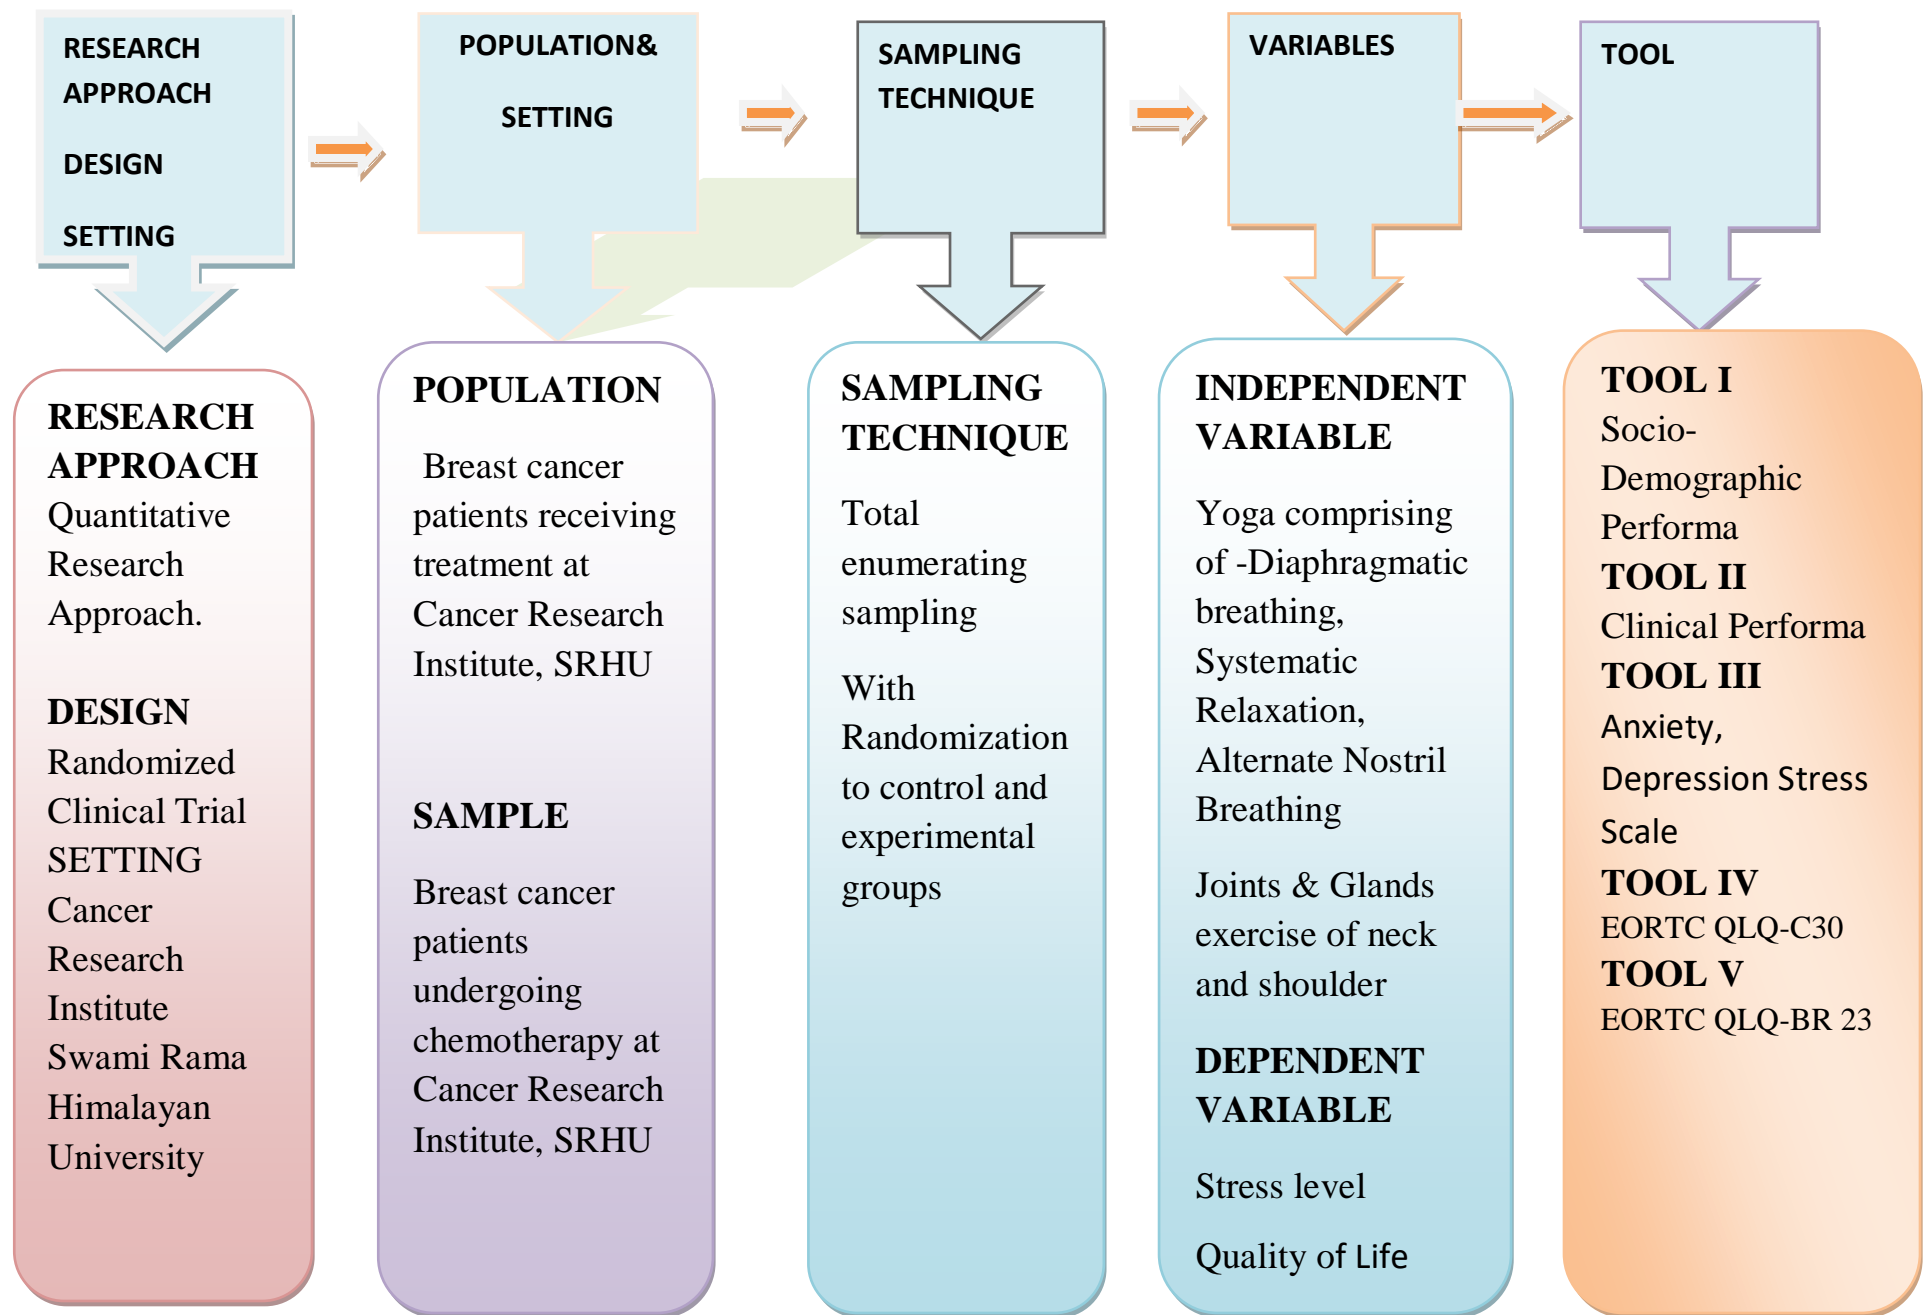 RESEARCH
APPROACH
DESIGN
SETTING
POPULATION&
SETTING
SAMPLING
TECHNIQUE
VARIABLES
TOOL
RESEARCH
APPROACH
Quantitative
Research
Approach.
DESIGN
Randomized
Clinical Trial
SETTING
Cancer
Research
Institute
Swami Rama
Himalayan
University
POPULATION
Breast cancer
patients receiving
treatment at
Cancer Research
Institute, SRHU
SAMPLE
Breast cancer
patients
undergoing
chemotherapy at
Cancer Research
Institute, SRHU
SAMPLING
TECHNIQUE
Total
enumerating
sampling
With
Randomization
to control and
experimental
groups
INDEPENDENT
VARIABLE
Yoga comprising
of -Diaphragmatic
breathing,
Systematic
Relaxation,
Alternate Nostril
Breathing
Joints & Glands
exercise of neck
and shoulder
DEPENDENT
VARIABLE
Stress level
Quality of Life
TOOL I
Socio-
Demographic
Performa
TOOL II
Clinical Performa
TOOL III
Anxiety,
Depression Stress
Scale
TOOL IV
EORTC QLQ-C30
TOOL V
EORTC QLQ-BR 23